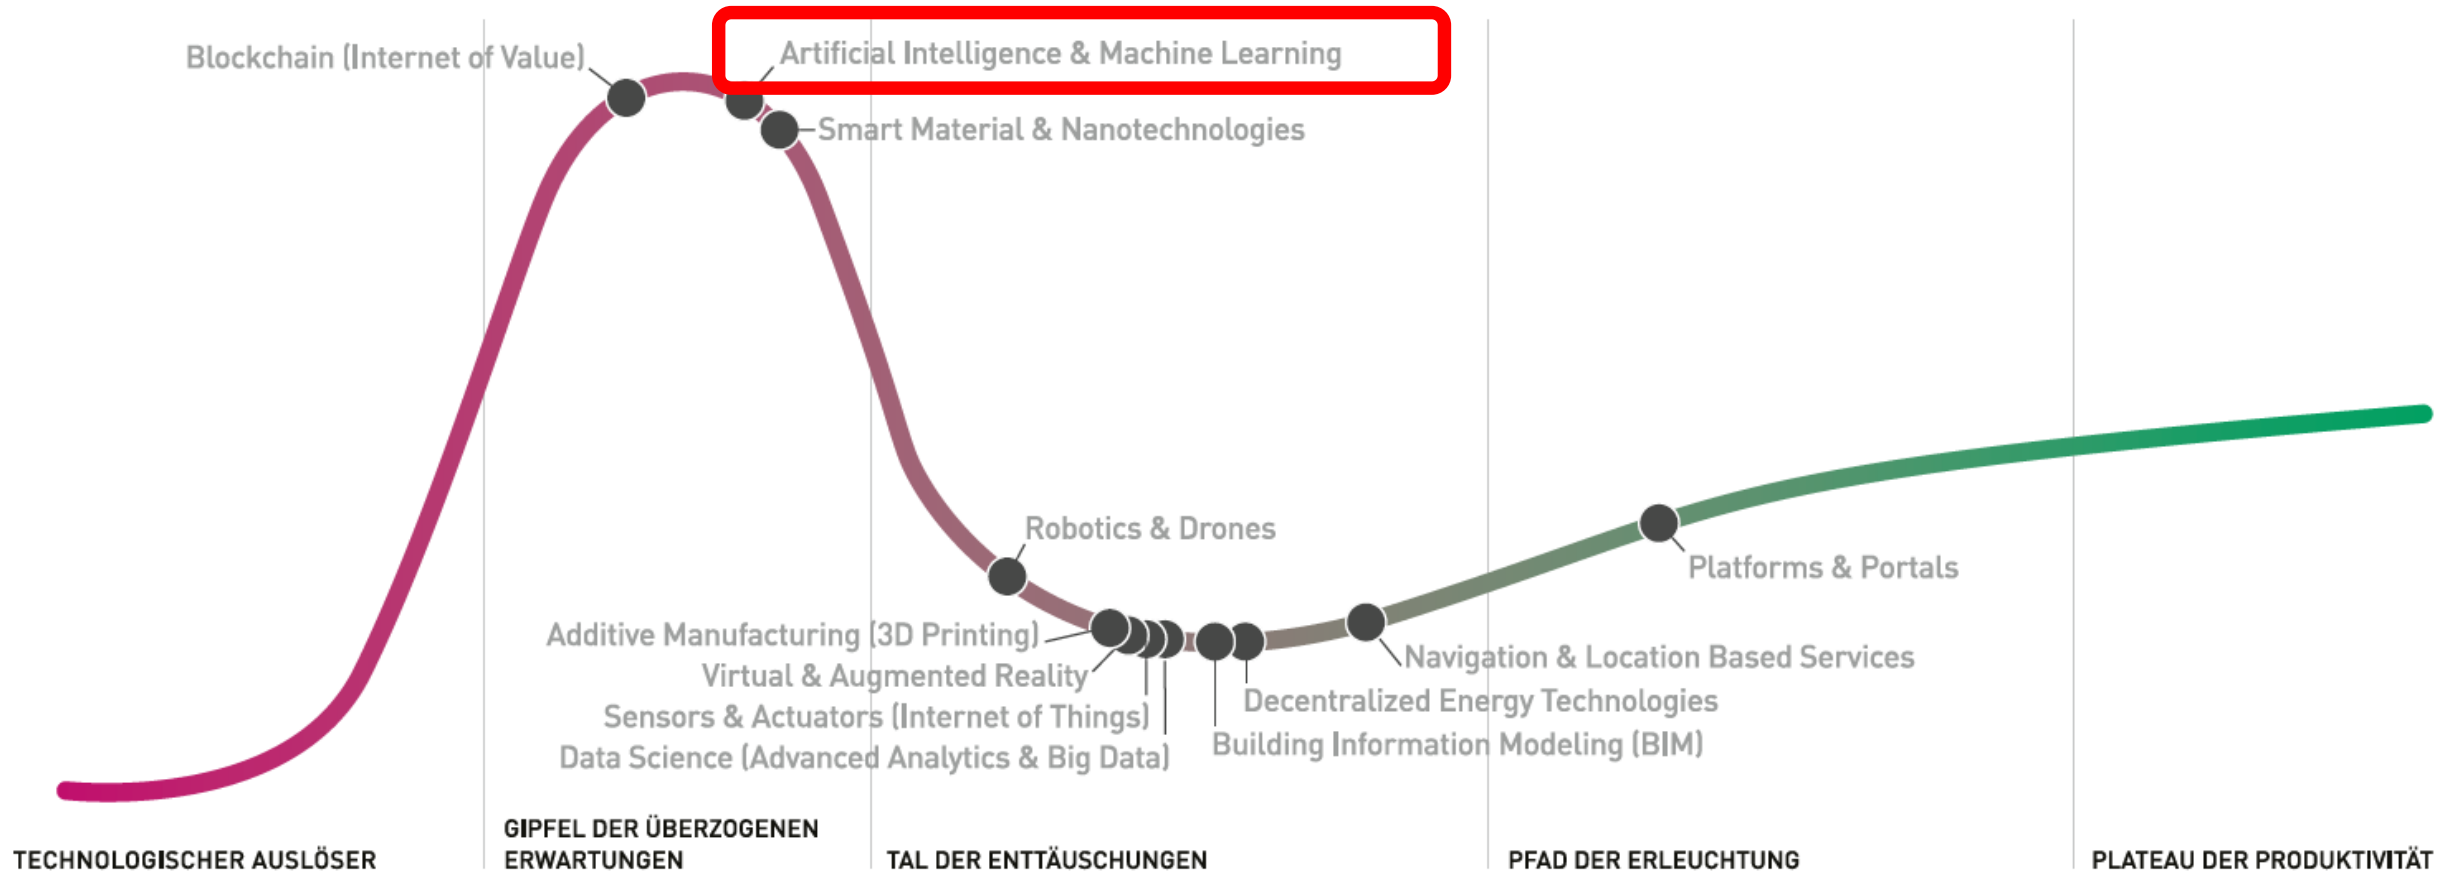 Blockchain (Internet of Value)
Artificial Intelligence & Machine Learning
Smart Material & Nanotechnologies
Robotics & Drones
Additive Manufacturing (3D Printing)
Virtual & Augmented Reality
Sensors & Actuators (Internet of Things)
Data Science (Advanced Analytics & Big Data)
Platforms & Portals
Navigation & Location Based Services
Decentralized Energy Technologies
Building Information Modeling (BIM)
TECHNOLOGISCHER AUSLÖSER
GIPFEL DER ÜBERZOGENEN
ERWARTUNGEN
TAL DER ENTTÄUSCHUNGEN
PFAD DER ERLEUCHTUNG
PLATEAU DER PRODUKTIVITÄT